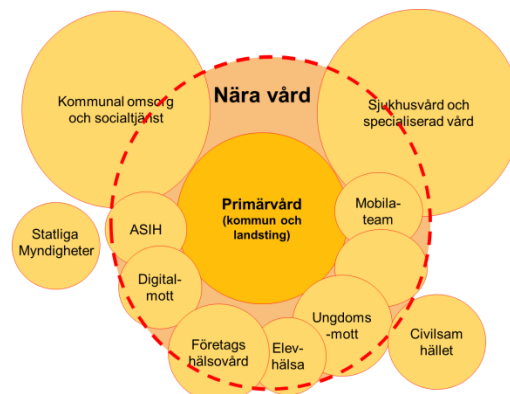 Nära vård
Kommunal omsorg
och socialtjärist
Sjukhusvård och
specialiserad vård
Primärvård
(kommun och
landsting)
Mobila-
team
ASIH
Statliga
Myndigheter
Digital-
mott
Ungdoms
-mott
Företags
hälsovård
Elev-
hälsa
Civilsam
hället